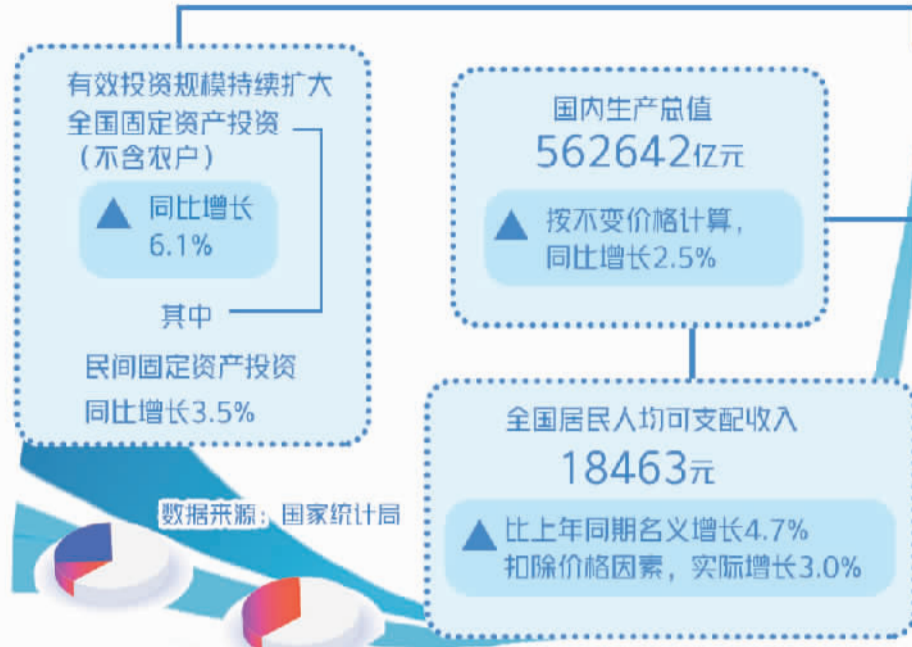 有效投资规模持续扩大
全国固定资产投资
（不含农户）
同比增长
6.1%
其中
民间固定资产投资
同比增长3.5%
国内生产总值
562642亿元
按不变价格计算，
同比增长2.5%
全国居民人均可支配收入
18463元
比上年同期名义增长4.7%
扣除价格因素，实际增长3.0%
数据来源：国家统计局